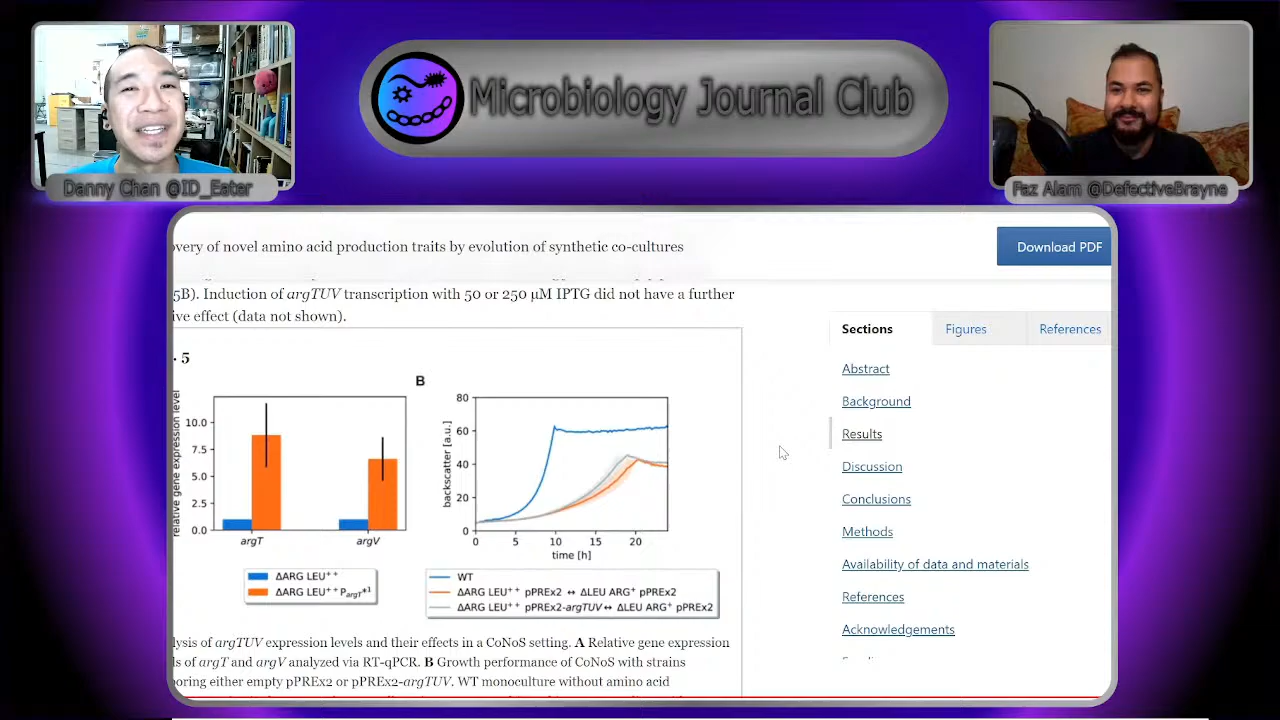 Microbiology Journal Club
Danny Chan @ID_Eater
Faz Alam @DefectiveBrayne
overy of novel amino acid production traits by evolution of synthetic co-cultures
Download PDF
5B). Induction of argTUV transcription with 50 or 250 μM IPTG did not have a further
ive effect (data not shown).
. 5
B
relative gene expression level
10.0
7.5
5.0
2.5
0.0
argT argV
ΔARG LEU++
ΔARG LEU++ PargT*1
backscatter [a.u.]
80
60
40
20
0
0 5 10 15 20
time [h]
WT
ΔARG LEU++ pPREx2 ↔ ΔLEU ARG+ pPREx2
ΔARG LEU++ pPREx2-argTUV ↔ ΔLEU ARG+ pPREx2
lysis of argTUV expression levels and their effects in a CoNoS setting. A Relative gene expression
ls of argT and argV analyzed via RT-qPCR. B Growth performance of CoNoS with strains
oring either empty pPREx2 or pPREx2-argTUV. WT monoculture without amino acid
Sections
Figures
References
Abstract
Background
Results
Discussion
Conclusions
Methods
Availability of data and materials
References
Acknowledgements